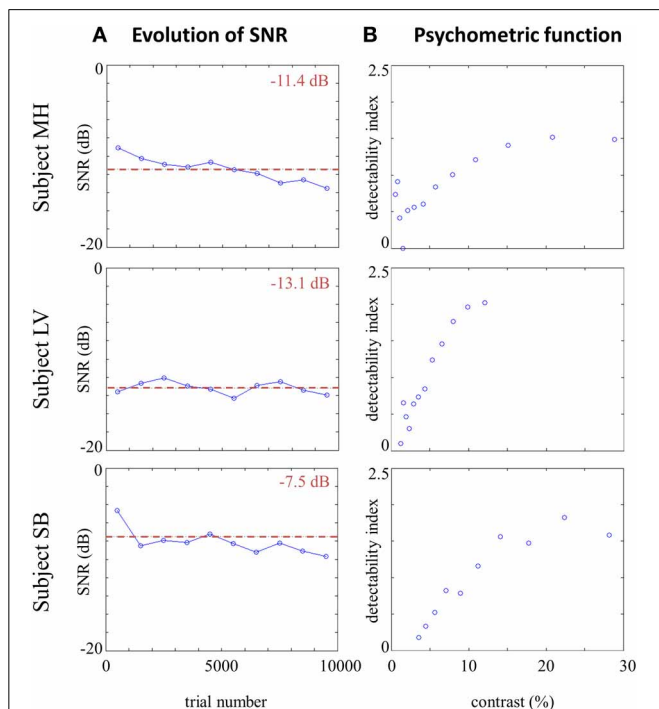 A Evolution of SNR
B Psychometric function
Subject MH
SNR (dB)
0
-20
-11.4 dB
detectability index
2.5
0
Subject LV
SNR (dB)
0
-20
-13.1 dB
detectability index
2.5
0
Subject SB
SNR (dB)
0
-20
-7.5 dB
0 5000 10000
trial number
detectability index
2.5
0
0 10 20 30
contrast (%)